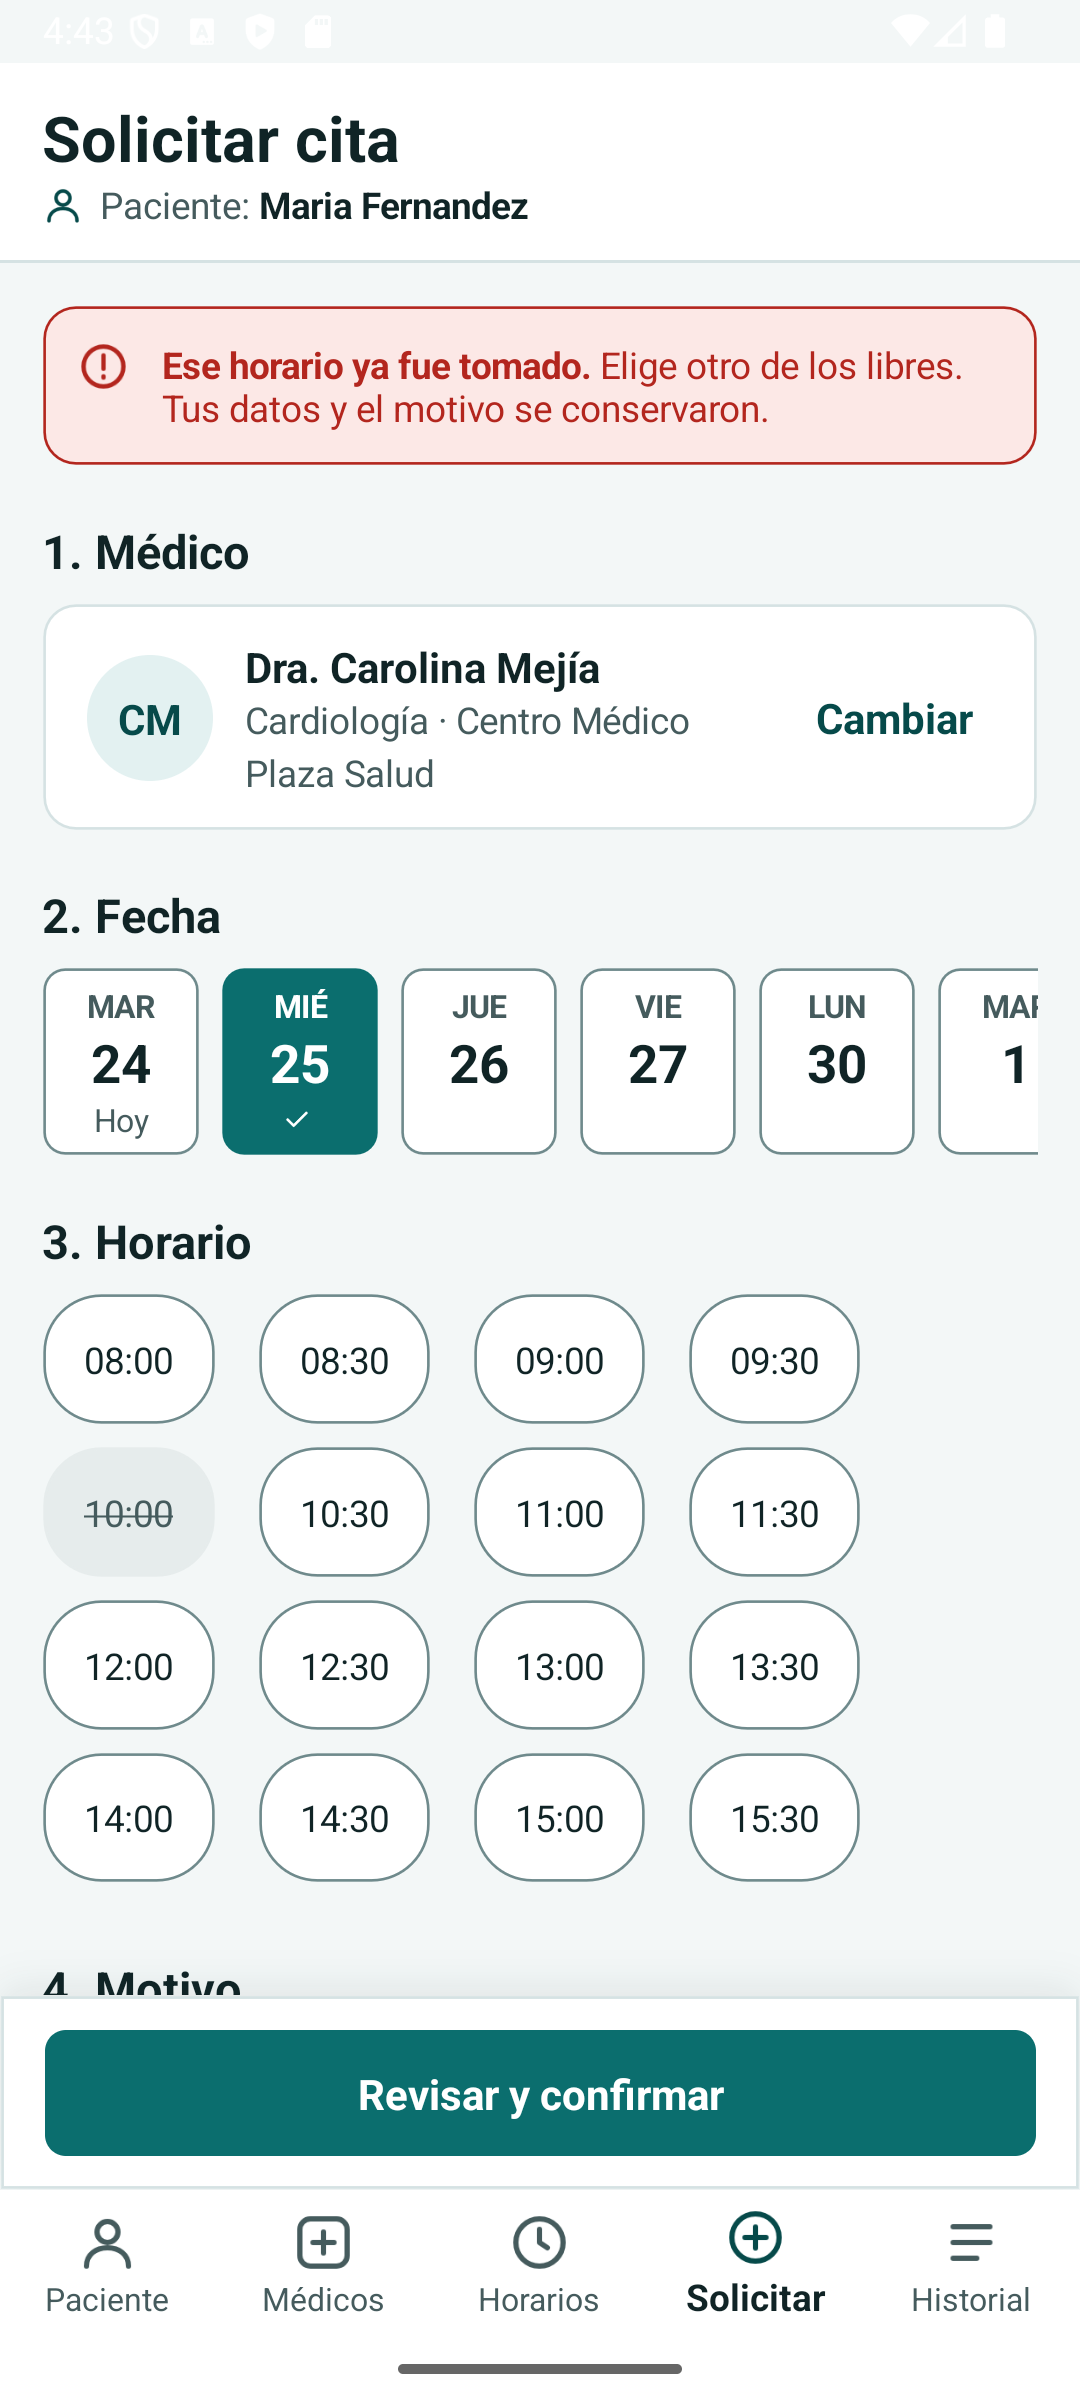 4:43
Solicitar cita
Paciente: Maria Fernandez
Ese horario ya fue tomado. Elige otro de los libres.
Tus datos y el motivo se conservaron.
1. Médico
CM
Dra. Carolina Mejía
Cardiología · Centro Médico
Plaza Salud
Cambiar
2. Fecha
MAR MIÉ JUE VIE LUN MAR
24 25 26 27 30 1
Hoy
3. Horario
08:00 08:30 09:00 09:30
10:00 10:30 11:00 11:30
12:00 12:30 13:00 13:30
14:00 14:30 15:00 15:30
4. Motivo
Revisar y confirmar
Paciente Médicos Horarios Solicitar Historial